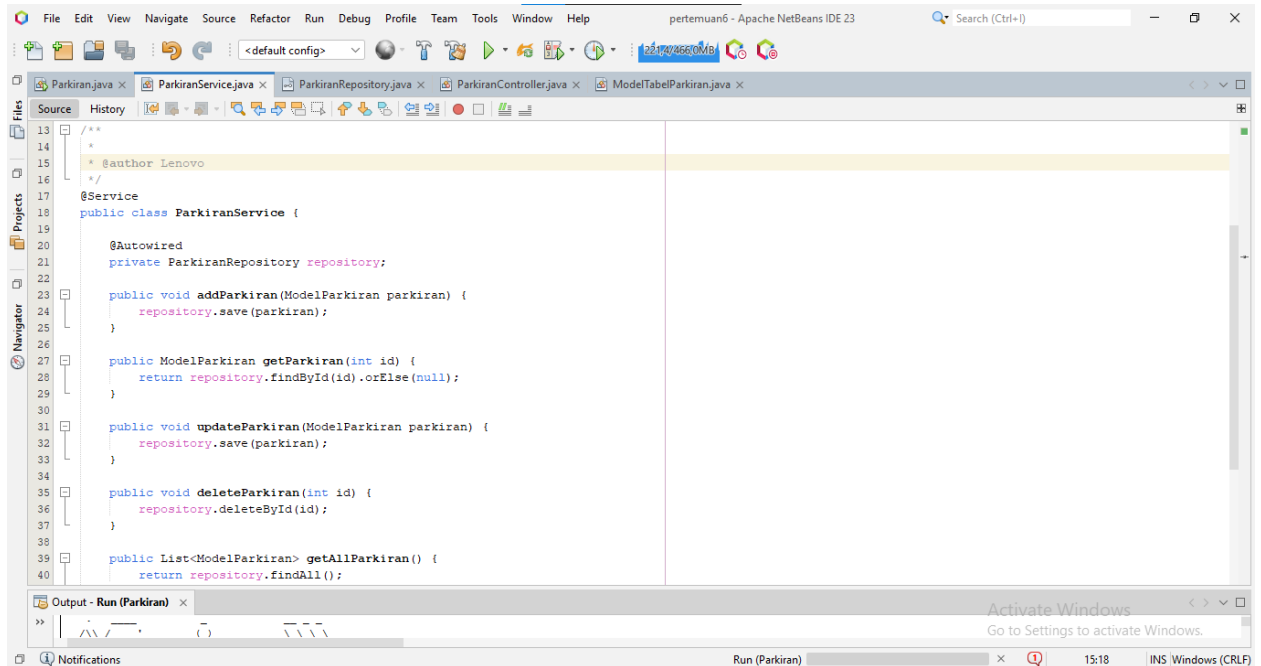 File Edit View Navigate Source Refactor Run Debug Profile Team Tools Window Help pertemuan6 - Apache NetBeans IDE 23 Search (Ctrl+I)
<default config> 221,4/466,0MB
Parkiran.java ParkiranService.java ParkiranRepository.java ParkiranController.java ModelTabelParkiran.java
Source History
Files
Projects
Navigator
13 /**
14 *
15 * @author Lenovo
16 */
17 @Service
18 public class ParkiranService {
19
20 @Autowired
21 private ParkiranRepository repository;
22
23 public void addParkiran(ModelParkiran parkiran) {
24 repository.save(parkiran);
25 }
26
27 public ModelParkiran getParkiran(int id) {
28 return repository.findById(id).orElse(null);
29 }
30
31 public void updateParkiran(ModelParkiran parkiran) {
32 repository.save(parkiran);
33 }
34
35 public void deleteParkiran(int id) {
36 repository.deleteById(id);
37 }
38
39 public List<ModelParkiran> getAllParkiran() {
40 return repository.findAll();
Output - Run (Parkiran)
Activate Windows
Go to Settings to activate Windows.
Notifications Run (Parkiran) 1 15:18 INS Windows (CRLF)